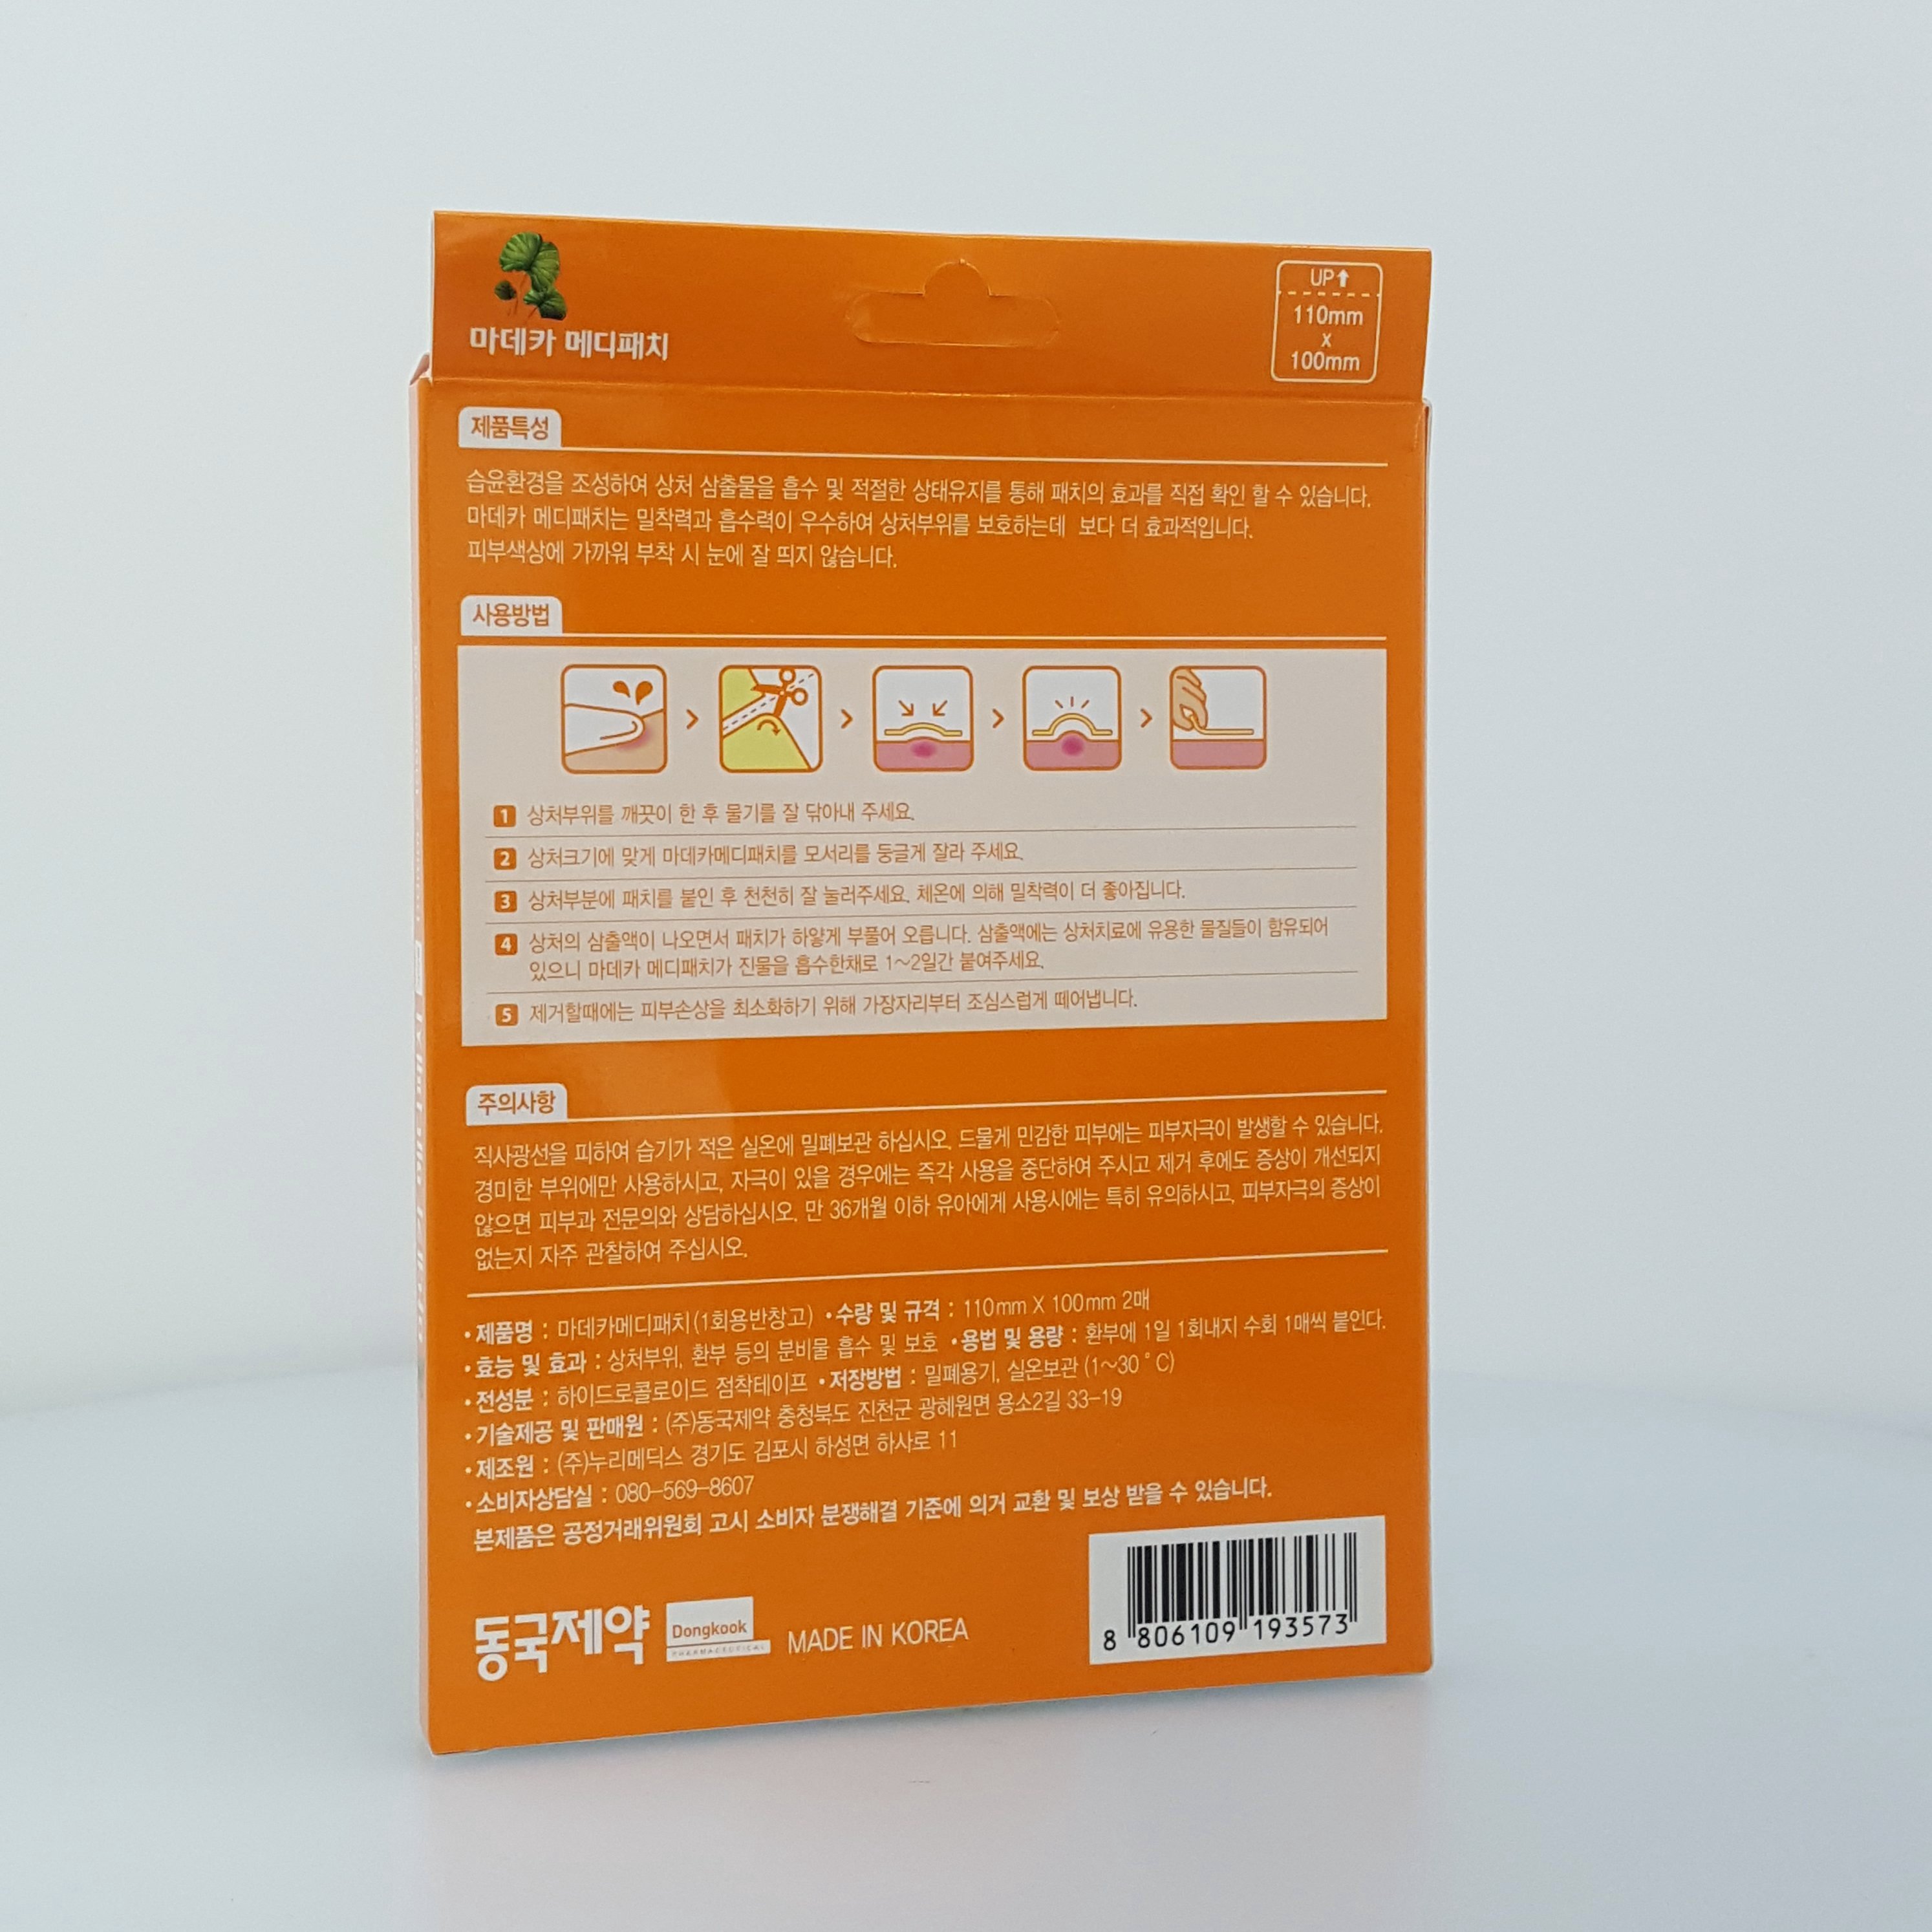 마데카 메디패치
UP↑
110mm
x
100mm
제품특성
습윤환경을 조성하여 상처 삼출물을 흡수 및 적절한 상태유지를 통해 패치의 효과를 직접 확인 할 수 있습니다.
마데카 메디패치는 밀착력과 흡수력이 우수하여 상처부위를 보호하는데 보다 더 효과적입니다.
피부색상에 가까워 부착 시 눈에 잘 띄지 않습니다.
사용방법
1 상처부위를 깨끗이 한 후 물기를 잘 닦아내 주세요.
2 상처크기에 맞게 마데카메디패치를 모서리를 둥글게 잘라 주세요.
3 상처부분에 패치를 붙인 후 천천히 잘 눌러주세요. 체온에 의해 밀착력이 더 좋아집니다.
4 상처의 삼출액이 나오면서 패치가 하얗게 부풀어 오릅니다. 삼출액에는 상처치료에 유용한 물질들이 함유되어
있으니 마데카 메디패치가 진물을 흡수한채로 1~2일간 붙여주세요.
5 제거할때에는 피부손상을 최소화하기 위해 가장자리부터 조심스럽게 떼어냅니다.
주의사항
직사광선을 피하여 습기가 적은 실온에 밀폐보관 하십시오. 드물게 민감한 피부에는 피부자극이 발생할 수 있습니다.
경미한 부위에만 사용하시고, 자극이 있을 경우에는 즉각 사용을 중단하여 주시고 제거 후에도 증상이 개선되지
않으면 피부과 전문의와 상담하십시오. 만 36개월 이하 유아에게 사용시에는 특히 유의하시고, 피부자극의 증상이
없는지 자주 관찰하여 주십시오.
•제품명 : 마데카메디패치(1회용반창고) •수량 및 규격 : 110mm X 100mm 2매
•효능 및 효과 : 상처부위, 환부 등의 분비물 흡수 및 보호 •용법 및 용량 : 환부에 1일 1회내지 수회 1매씩 붙인다.
•전성분 : 하이드로콜로이드 점착테이프 •저장방법 : 밀폐용기, 실온보관 (1~30˚C)
•기술제공 및 판매원 : (주)동국제약 충청북도 진천군 광혜원면 용소2길 33-19
•제조원 : (주)누리메딕스 경기도 김포시 하성면 하사로 11
•소비자상담실 : 080-569-8607
본제품은 공정거래위원회 고시 소비자 분쟁해결 기준에 의거 교환 및 보상 받을 수 있습니다.
동국제약 Dongkook MADE IN KOREA
PHARMACEUTICAL
8 806109 193573